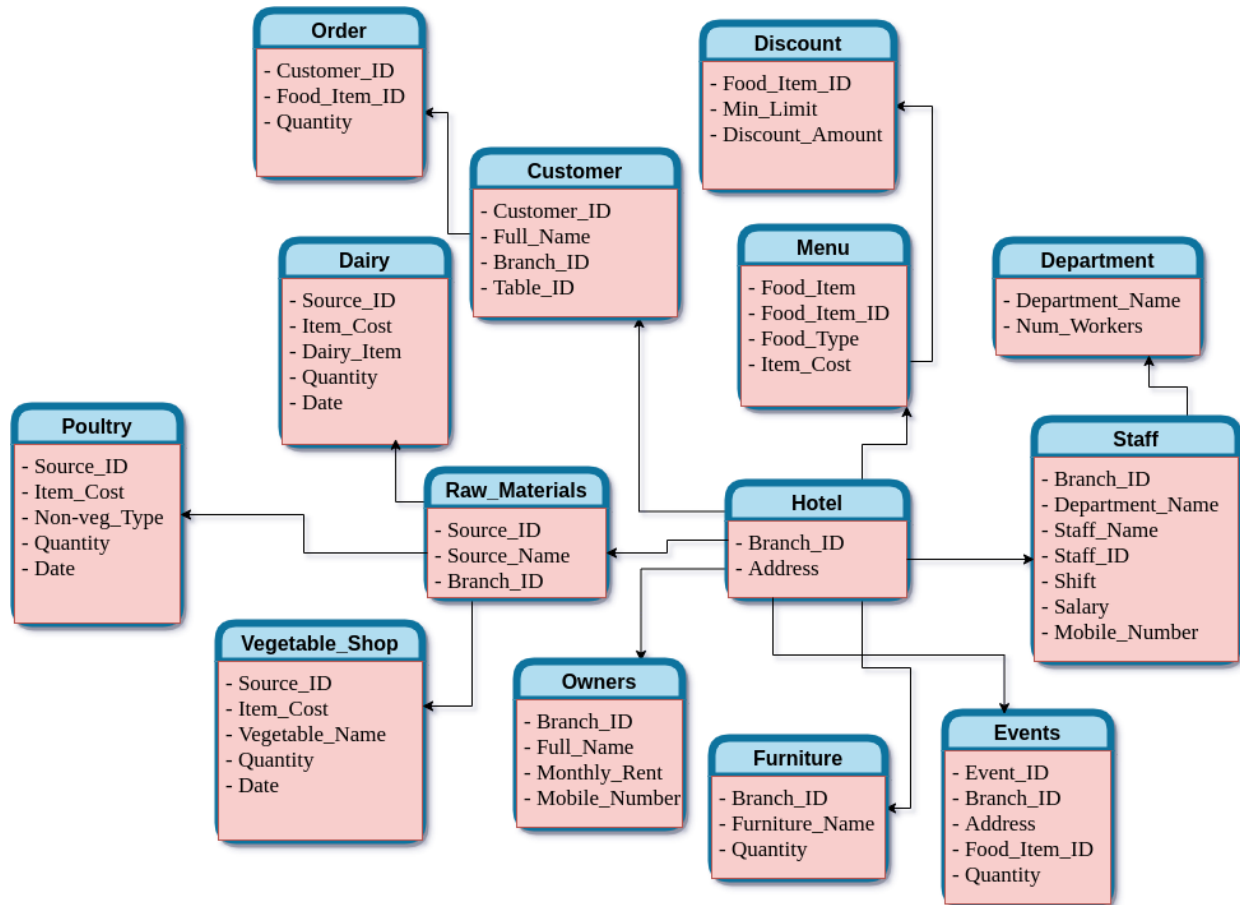 Order
- Customer_ID
- Food_Item_ID
- Quantity
Discount
- Food_Item_ID
- Min_Limit
- Discount_Amount
Customer
- Customer_ID
- Full_Name
- Branch_ID
- Table_ID
Dairy
- Source_ID
- Item_Cost
- Dairy_Item
- Quantity
- Date
Menu
- Food_Item
- Food_Item_ID
- Food_Type
- Item_Cost
Department
- Department_Name
- Num_Workers
Poultry
- Source_ID
- Item_Cost
- Non-veg_Type
- Quantity
- Date
Raw_Materials
- Source_ID
- Source_Name
- Branch_ID
Hotel
- Branch_ID
- Address
Staff
- Branch_ID
- Department_Name
- Staff_Name
- Staff_ID
- Shift
- Salary
- Mobile_Number
Vegetable_Shop
- Source_ID
- Item_Cost
- Vegetable_Name
- Quantity
- Date
Owners
- Branch_ID
- Full_Name
- Monthly_Rent
- Mobile_Number
Furniture
- Branch_ID
- Furniture_Name
- Quantity
Events
- Event_ID
- Branch_ID
- Address
- Food_Item_ID
- Quantity